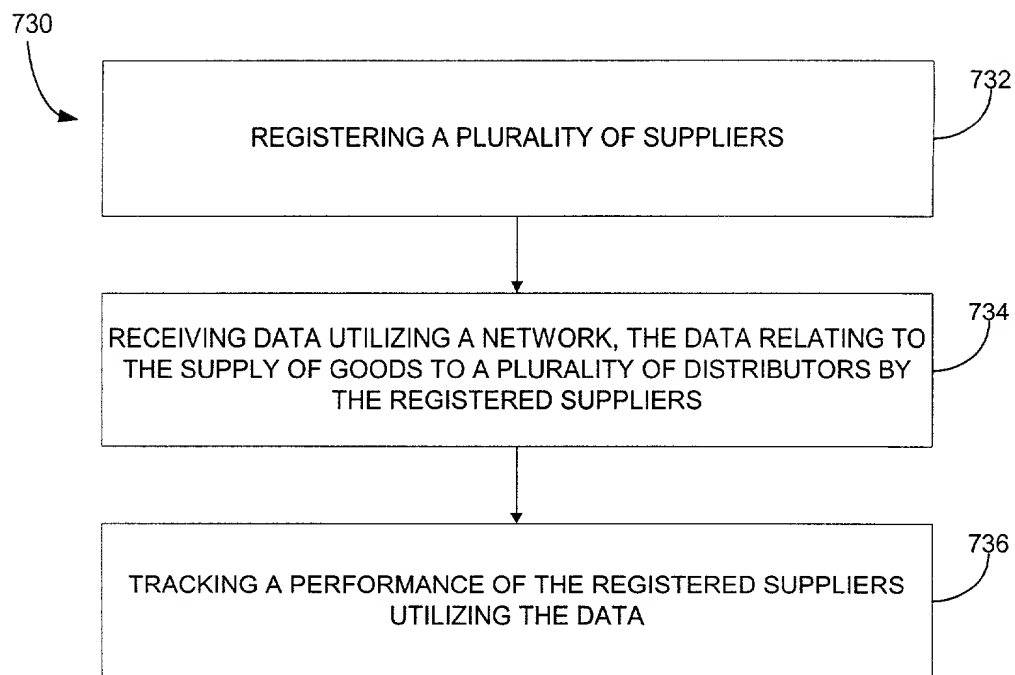 730
732
REGISTERING A PLURALITY OF SUPPLIERS
734
RECEIVING DATA UTILIZING A NETWORK, THE DATA RELATING TO
THE SUPPLY OF GOODS TO A PLURALITY OF DISTRIBUTORS BY
THE REGISTERED SUPPLIERS
736
TRACKING A PERFORMANCE OF THE REGISTERED SUPPLIERS
UTILIZING THE DATA